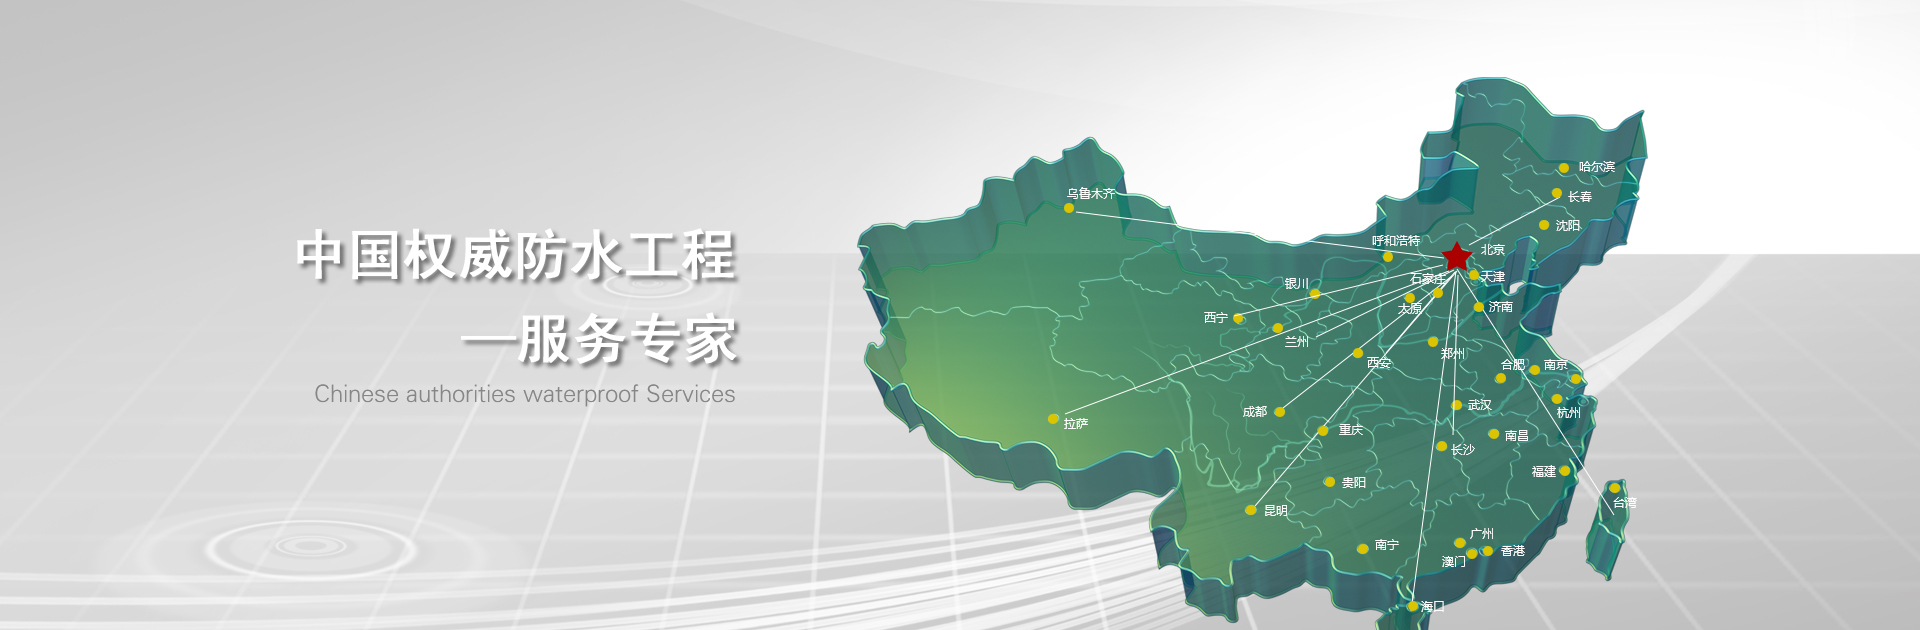 中国权威防水工程
—服务专家
Chinese authorities waterproof Services
哈尔滨
长春
沈阳
乌鲁木齐
呼和浩特
北京
天津
石家庄
银川
太原
济南
西宁
兰州
郑州
西安
合肥
南京
成都
武汉
杭州
拉萨
重庆
南昌
长沙
福建
贵阳
台湾
昆明
广州
南宁
香港
澳门
海口